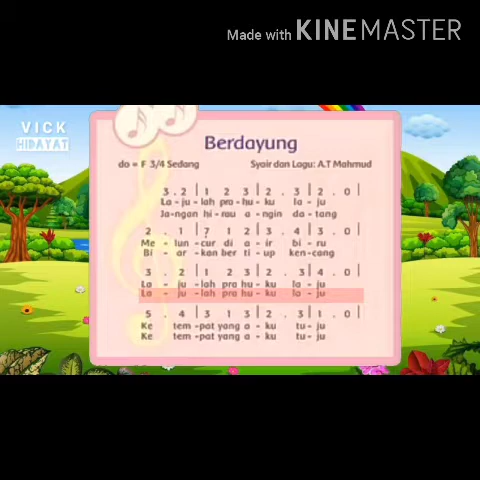 Made with KINEMASTER
VICK
HIDAYAT
Berdayung
do = F 3/4 Sedang
Syair dan Lagu: A.T Mahmud
3 . 2 | 1 2 3 | 2 . 3 | 2 . 0 |
La - ju - lah pra - hu - ku la - ju
Ja-ngan hi - rau a - ngin da - tang
2 . 1 | 7 1 2 | 3 . 4 | 3 . 0 |
Me - lun - cur di a - ir bi - ru
Bi - ar - kan ber ti - up ken - cang
3 . 2 | 1 2 3 | 2 . 3 | 4 . 0 |
La - ju - lah pra hu - ku la - ju
La - ju - lah pra hu - ku la - ju
5 . 4 | 3 1 3 | 2 . 3 | 1 . 0 |
Ke tem - pat yang a - ku tu - ju
Ke tem - pat yang a - ku tu - ju